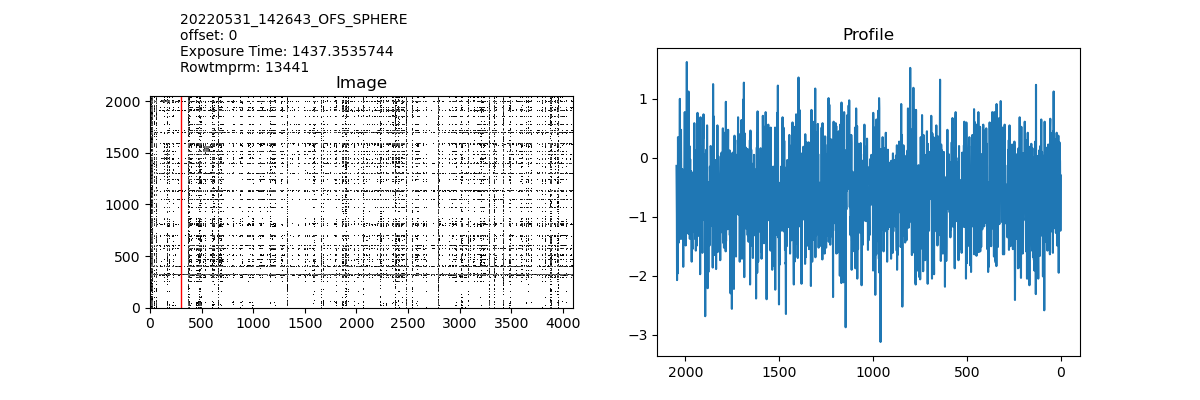 20220531_142643_OFS_SPHERE
offset: 0
Exposure Time: 1437.3535744
Rowtmprm: 13441
Image
2000
1500
1000
500
0
0 500 1000 1500 2000 2500 3000 3500 4000
Profile
1
0
−1
−2
−3
2000 1500 1000 500 0